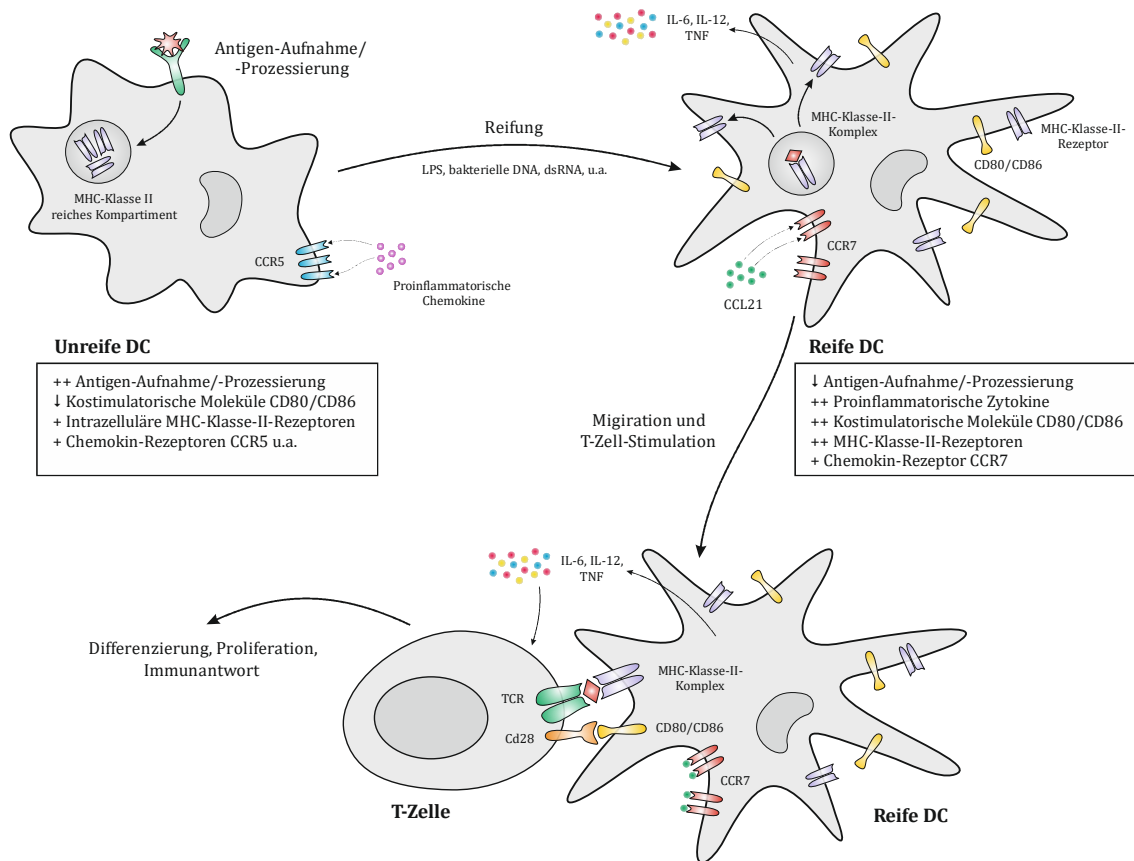 Antigen-Aufnahme/
-Prozessierung
MHC-Klasse II
reiches Kompartiment
CCR5
Proinflammatorische
Chemokine
Reifung
LPS, bakterielle DNA, dsRNA, u.a.
IL-6, IL-12,
TNF
MHC-Klasse-II-
Komplex
MHC-Klasse-II-
Rezeptor
CD80/CD86
CCR7
CCL21
Unreife DC
++ Antigen-Aufnahme/-Prozessierung
↓ Kostimulatorische Moleküle CD80/CD86
+ Intrazelluläre MHC-Klasse-II-Rezeptoren
+ Chemokin-Rezeptoren CCR5 u.a.
Reife DC
↓ Antigen-Aufnahme/-Prozessierung
++ Proinflammatorische Zytokine
++ Kostimulatorische Moleküle CD80/CD86
++ MHC-Klasse-II-Rezeptoren
+ Chemokin-Rezeptor CCR7
Migiration und
T-Zell-Stimulation
IL-6, IL-12,
TNF
Differenzierung, Proliferation,
Immunantwort
TCR
Cd28
MHC-Klasse-II-
Komplex
CD80/CD86
CCR7
T-Zelle
Reife DC